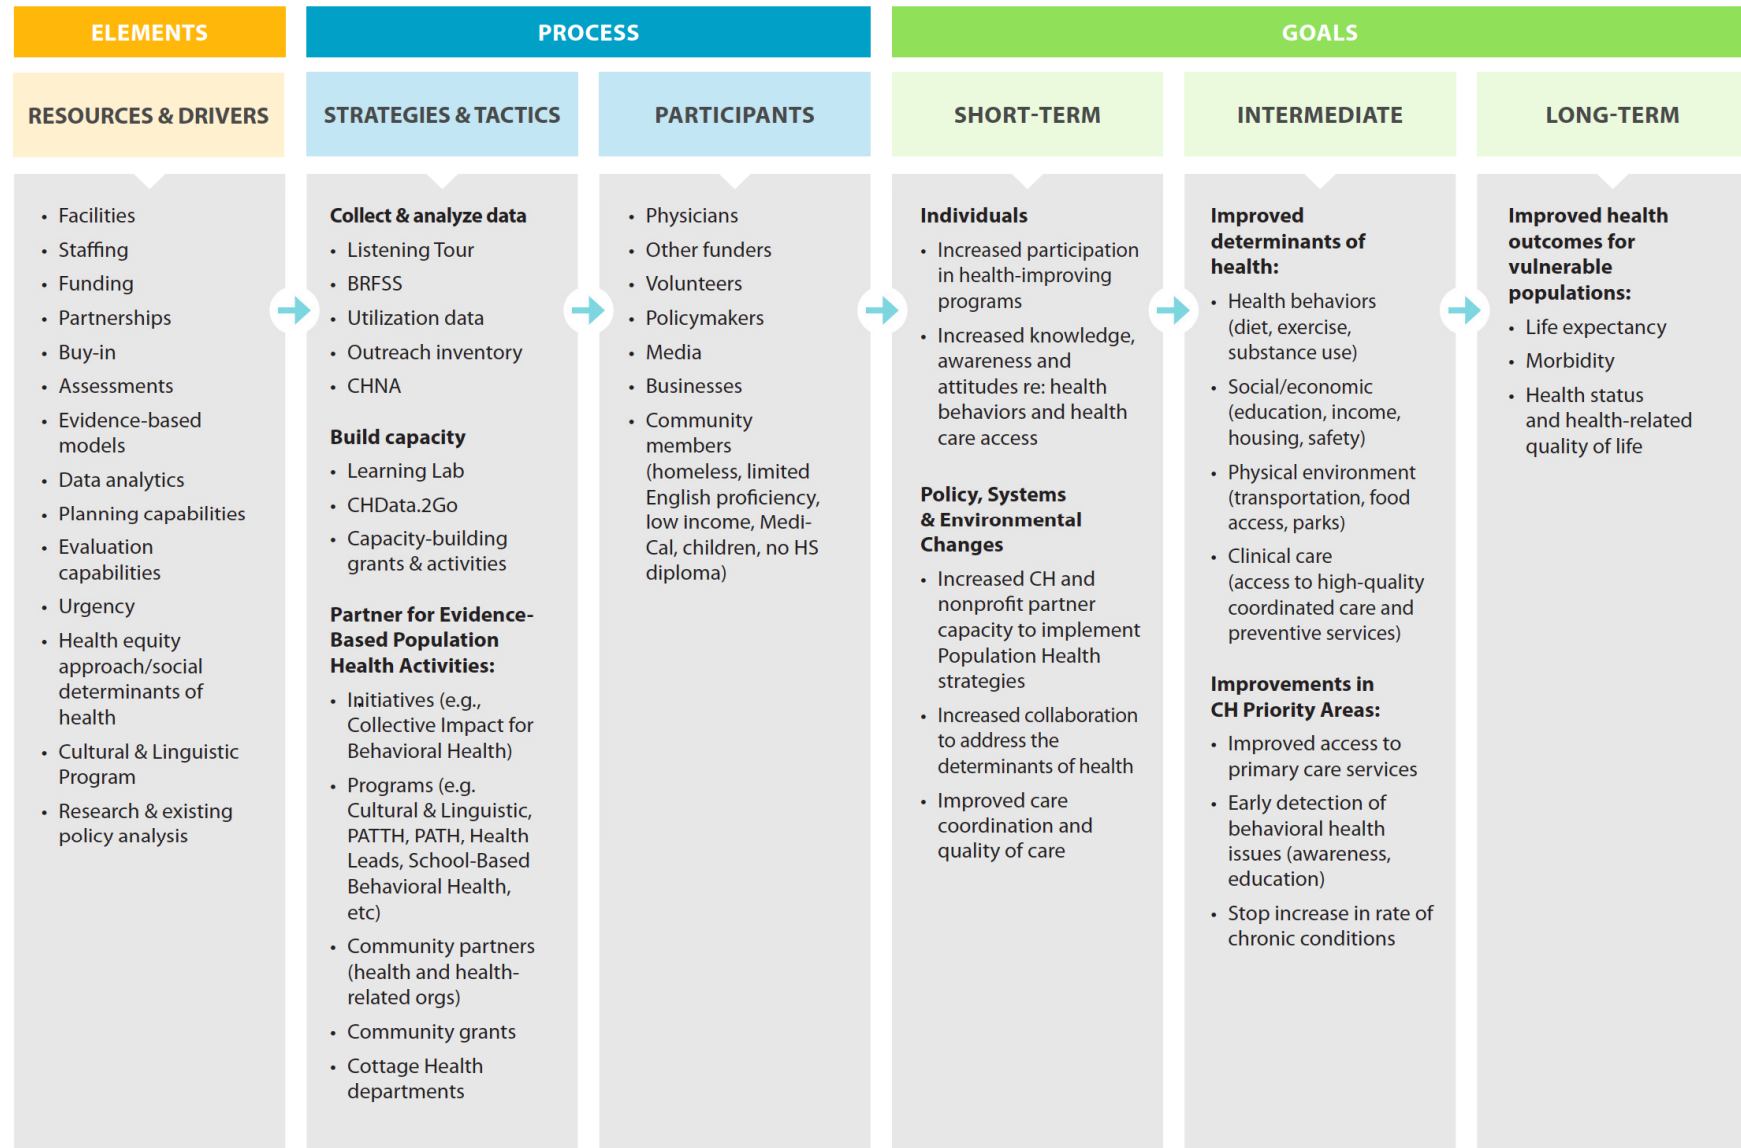 ELEMENTS
PROCESS
GOALS
RESOURCES & DRIVERS
STRATEGIES & TACTICS
PARTICIPANTS
SHORT-TERM
INTERMEDIATE
LONG-TERM
• Facilities
• Staffing
• Funding
• Partnerships
• Buy-in
• Assessments
• Evidence-based
models
• Data analytics
• Planning capabilities
• Evaluation
capabilities
• Urgency
• Health equity
approach/social
determinants of
health
• Cultural & Linguistic
Program
• Research & existing
policy analysis
Collect & analyze data
• Listening Tour
• BRFSS
• Utilization data
• Outreach inventory
• CHNA
Build capacity
• Learning Lab
• CHData.2Go
• Capacity-building
grants & activities
Partner for Evidence-
Based Population
Health Activities:
• Initiatives (e.g.,
Collective Impact for
Behavioral Health)
• Programs (e.g.
Cultural & Linguistic,
PATTH, PATH, Health
Leads, School-Based
Behavioral Health,
etc)
• Community partners
(health and health-
related orgs)
• Community grants
• Cottage Health
departments
• Physicians
• Other funders
• Volunteers
• Policymakers
• Media
• Businesses
• Community
members
(homeless, limited
English proficiency,
low income, Medi-
Cal, children, no HS
diploma)
Individuals
• Increased participation
in health-improving
programs
• Increased knowledge,
awareness and
attitudes re: health
behaviors and health
care access
Policy, Systems
& Environmental
Changes
• Increased CH and
nonprofit partner
capacity to implement
Population Health
strategies
• Increased collaboration
to address the
determinants of health
• Improved care
coordination and
quality of care
Improved
determinants of
health:
• Health behaviors
(diet, exercise,
substance use)
• Social/economic
(education, income,
housing, safety)
• Physical environment
(transportation, food
access, parks)
• Clinical care
(access to high-quality
coordinated care and
preventive services)
Improvements in
CH Priority Areas:
• Improved access to
primary care services
• Early detection of
behavioral health
issues (awareness,
education)
• Stop increase in rate of
chronic conditions
Improved health
outcomes for
vulnerable
populations:
• Life expectancy
• Morbidity
• Health status
and health-related
quality of life